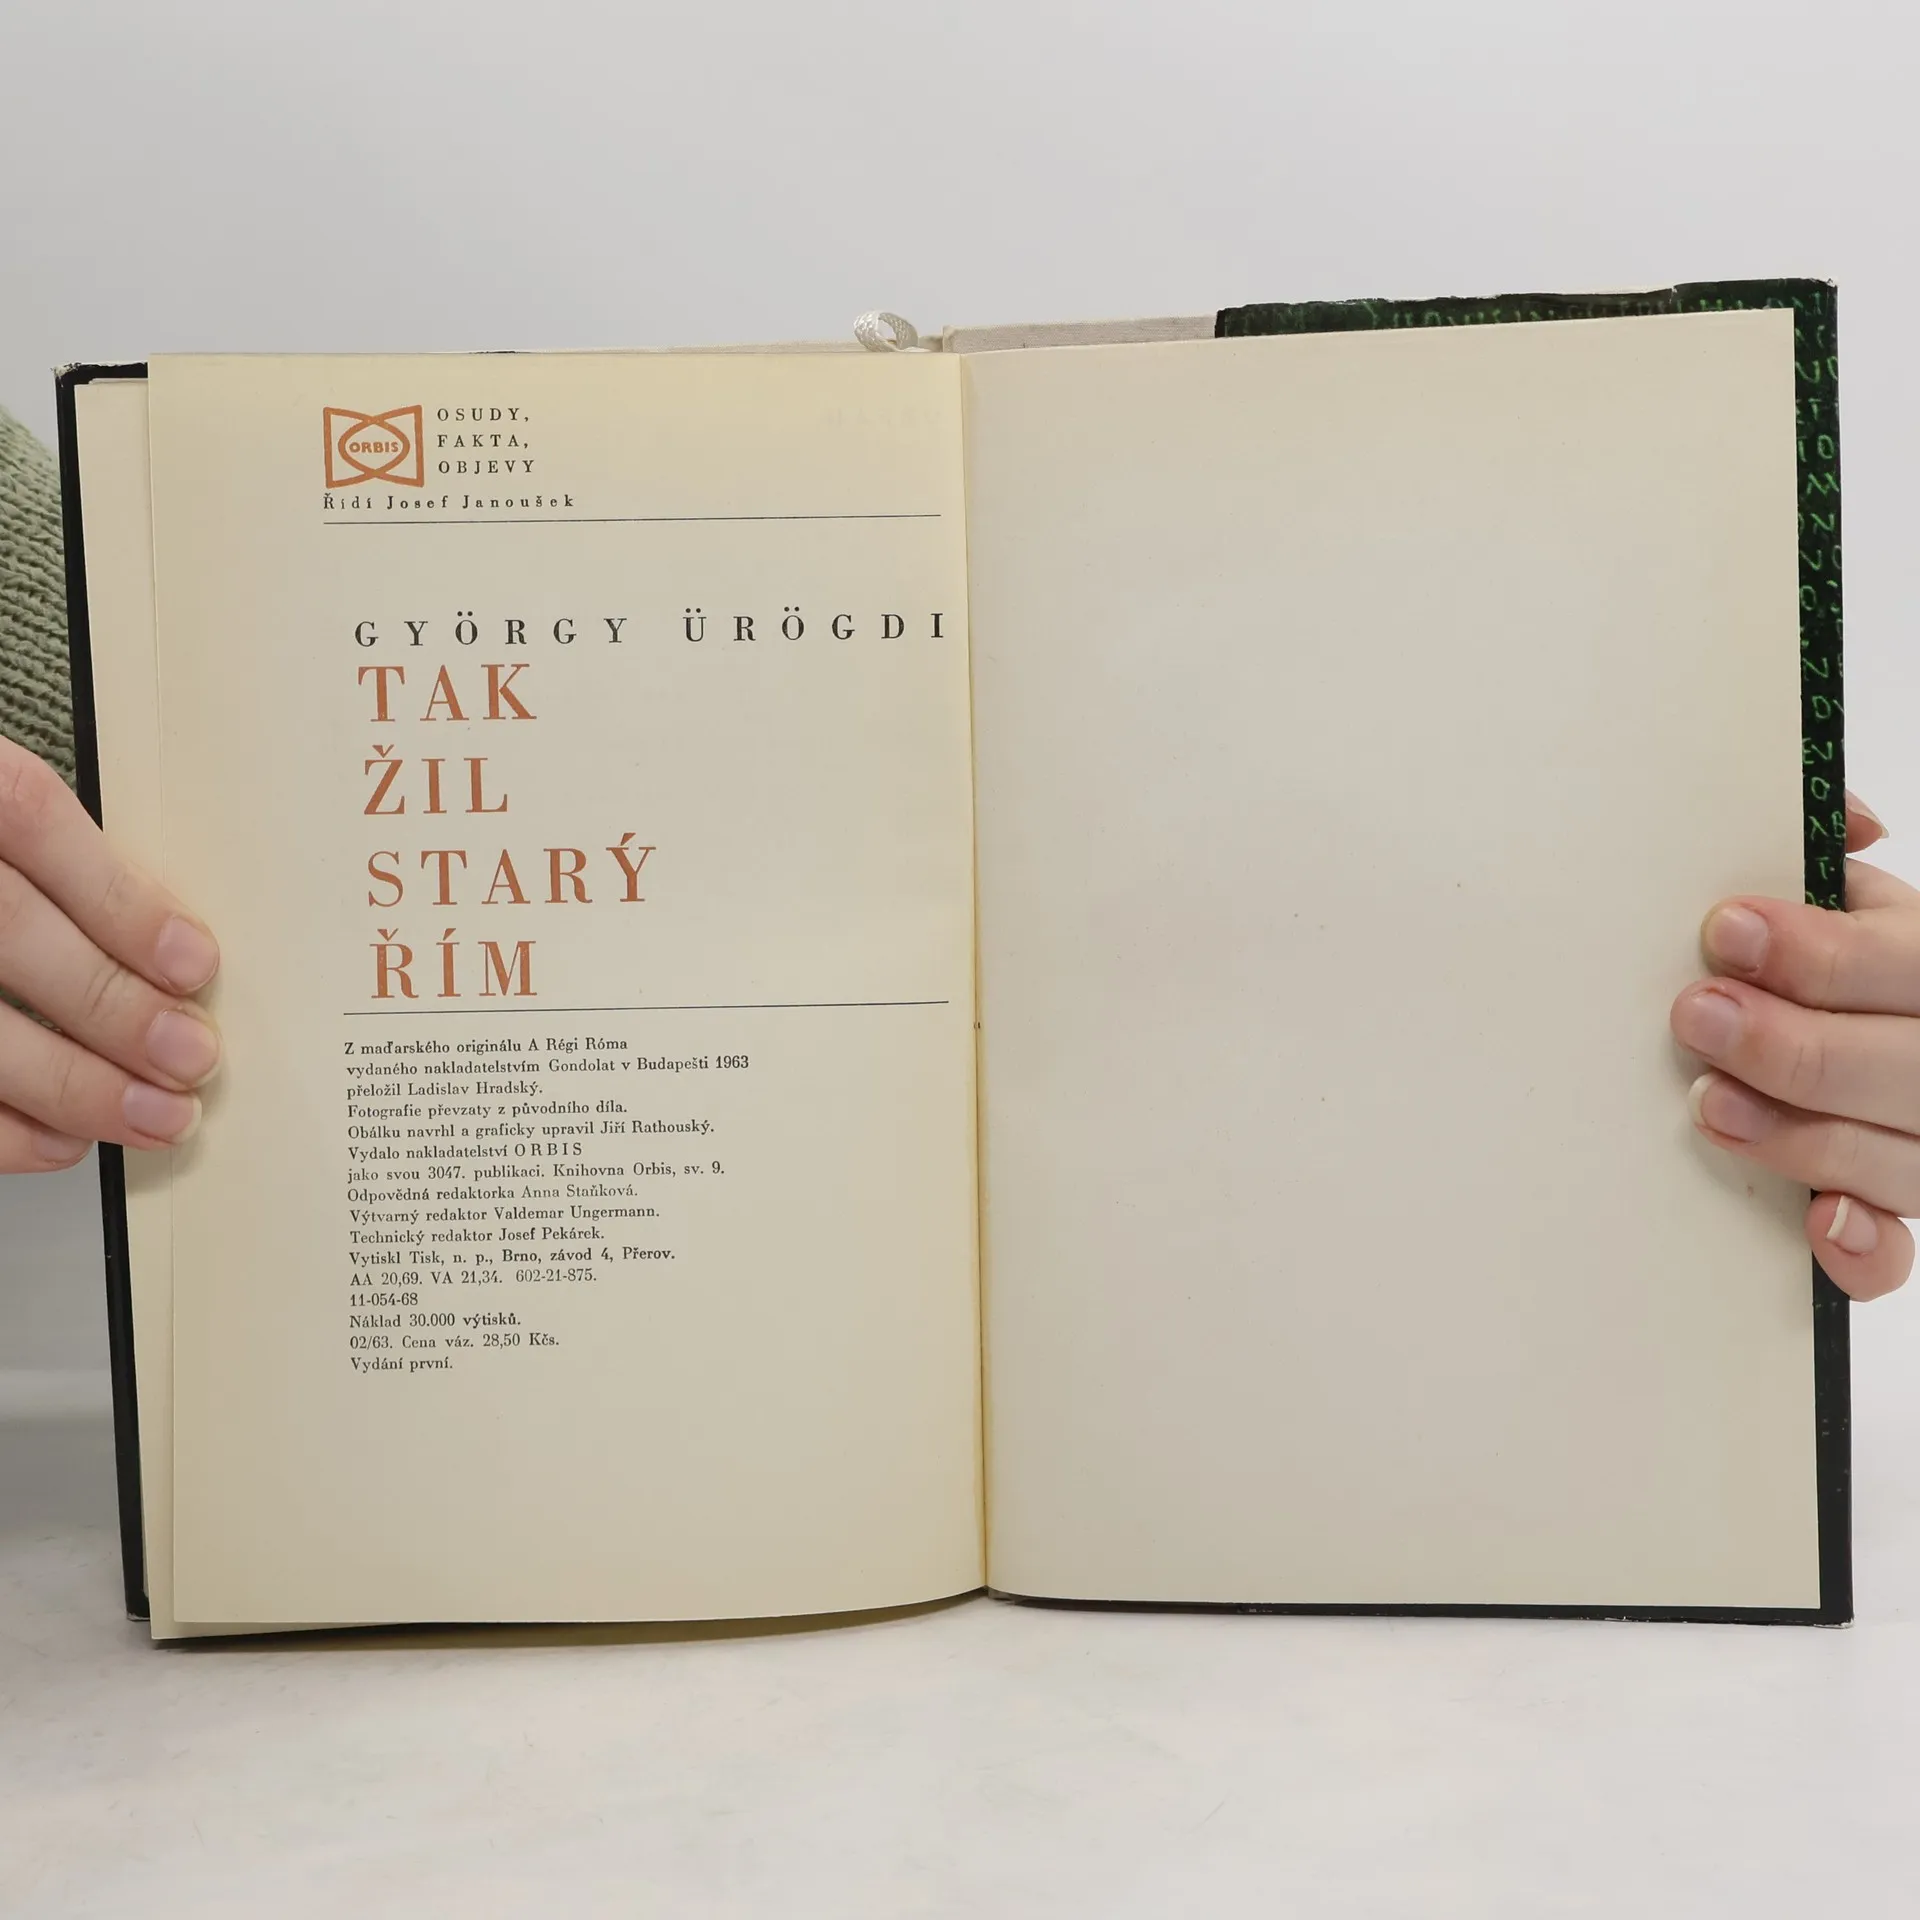 ORBIS
OSUDY,
FAKTA,
OBJEVY
Řídí Josef Janoušek
GYÖRGY ÜRÖGDI
TAK
ŽIL
STARÝ
ŘÍM
Z maďarského originálu A Régi Róma
vydaného nakladatelstvím Gondolat v Budapešti 1963
přeložil Ladislav Hradský.
Fotografie převzaty z původního díla.
Obálku navrhl a graficky upravil Jiří Rathouský.
Vydalo nakladatelství ORBIS
jako svou 3047. publikaci. Knihovna Orbis, sv. 9.
Odpovědná redaktorka Anna Staňková.
Výtvarný redaktor Valdemar Ungermann.
Technický redaktor Josef Pekárek.
Vytiskl Tisk, n. p., Brno, závod 4, Přerov.
AA 20,69. VA 21,34. 602-21-875.
11-054-68
Náklad 30.000 výtisků.
02/63. Cena váz. 28,50 Kčs.
Vydání první.